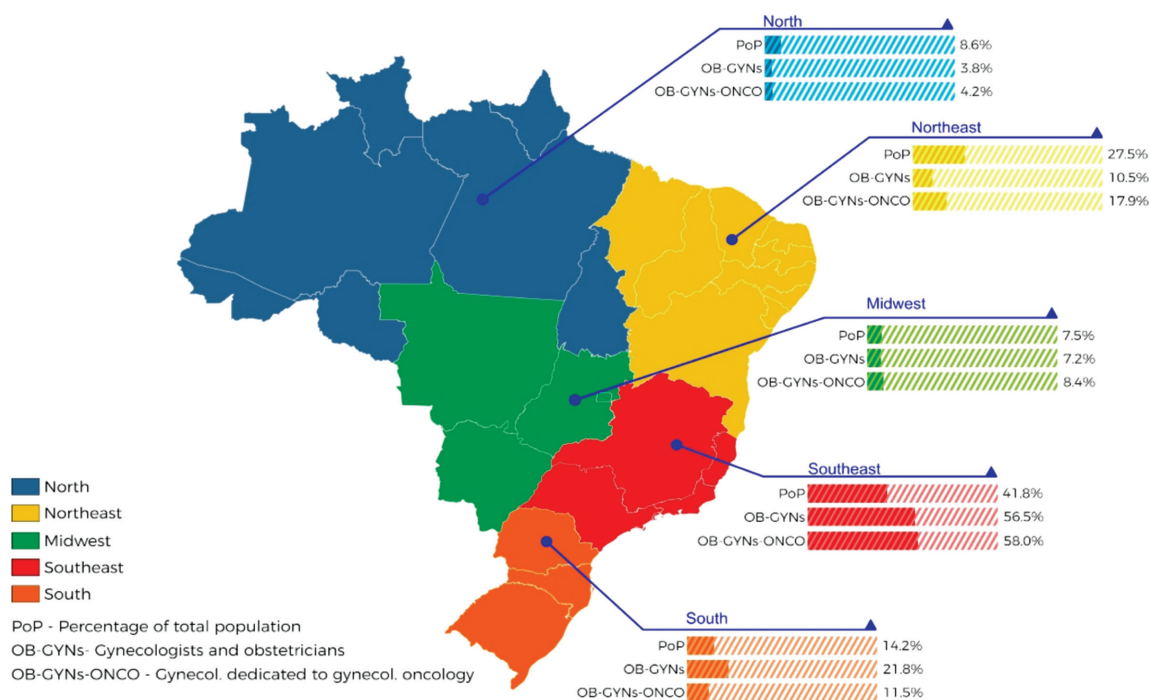 North
PoP 8.6%
OB-GYNs 3.8%
OB-GYNs-ONCO 4.2%
Northeast
PoP 27.5%
OB-GYNs 10.5%
OB-GYNs-ONCO 17.9%
Midwest
PoP 7.5%
OB-GYNs 7.2%
OB-GYNs-ONCO 8.4%
Southeast
PoP 41.8%
OB-GYNs 56.5%
OB-GYNs-ONCO 58.0%
South
PoP 14.2%
OB-GYNs 21.8%
OB-GYNs-ONCO 11.5%
North
Northeast
Midwest
Southeast
South
PoP - Percentage of total population
OB-GYNs- Gynecologists and obstetricians
OB-GYNs-ONCO - Gynecol. dedicated to gynecol. oncology